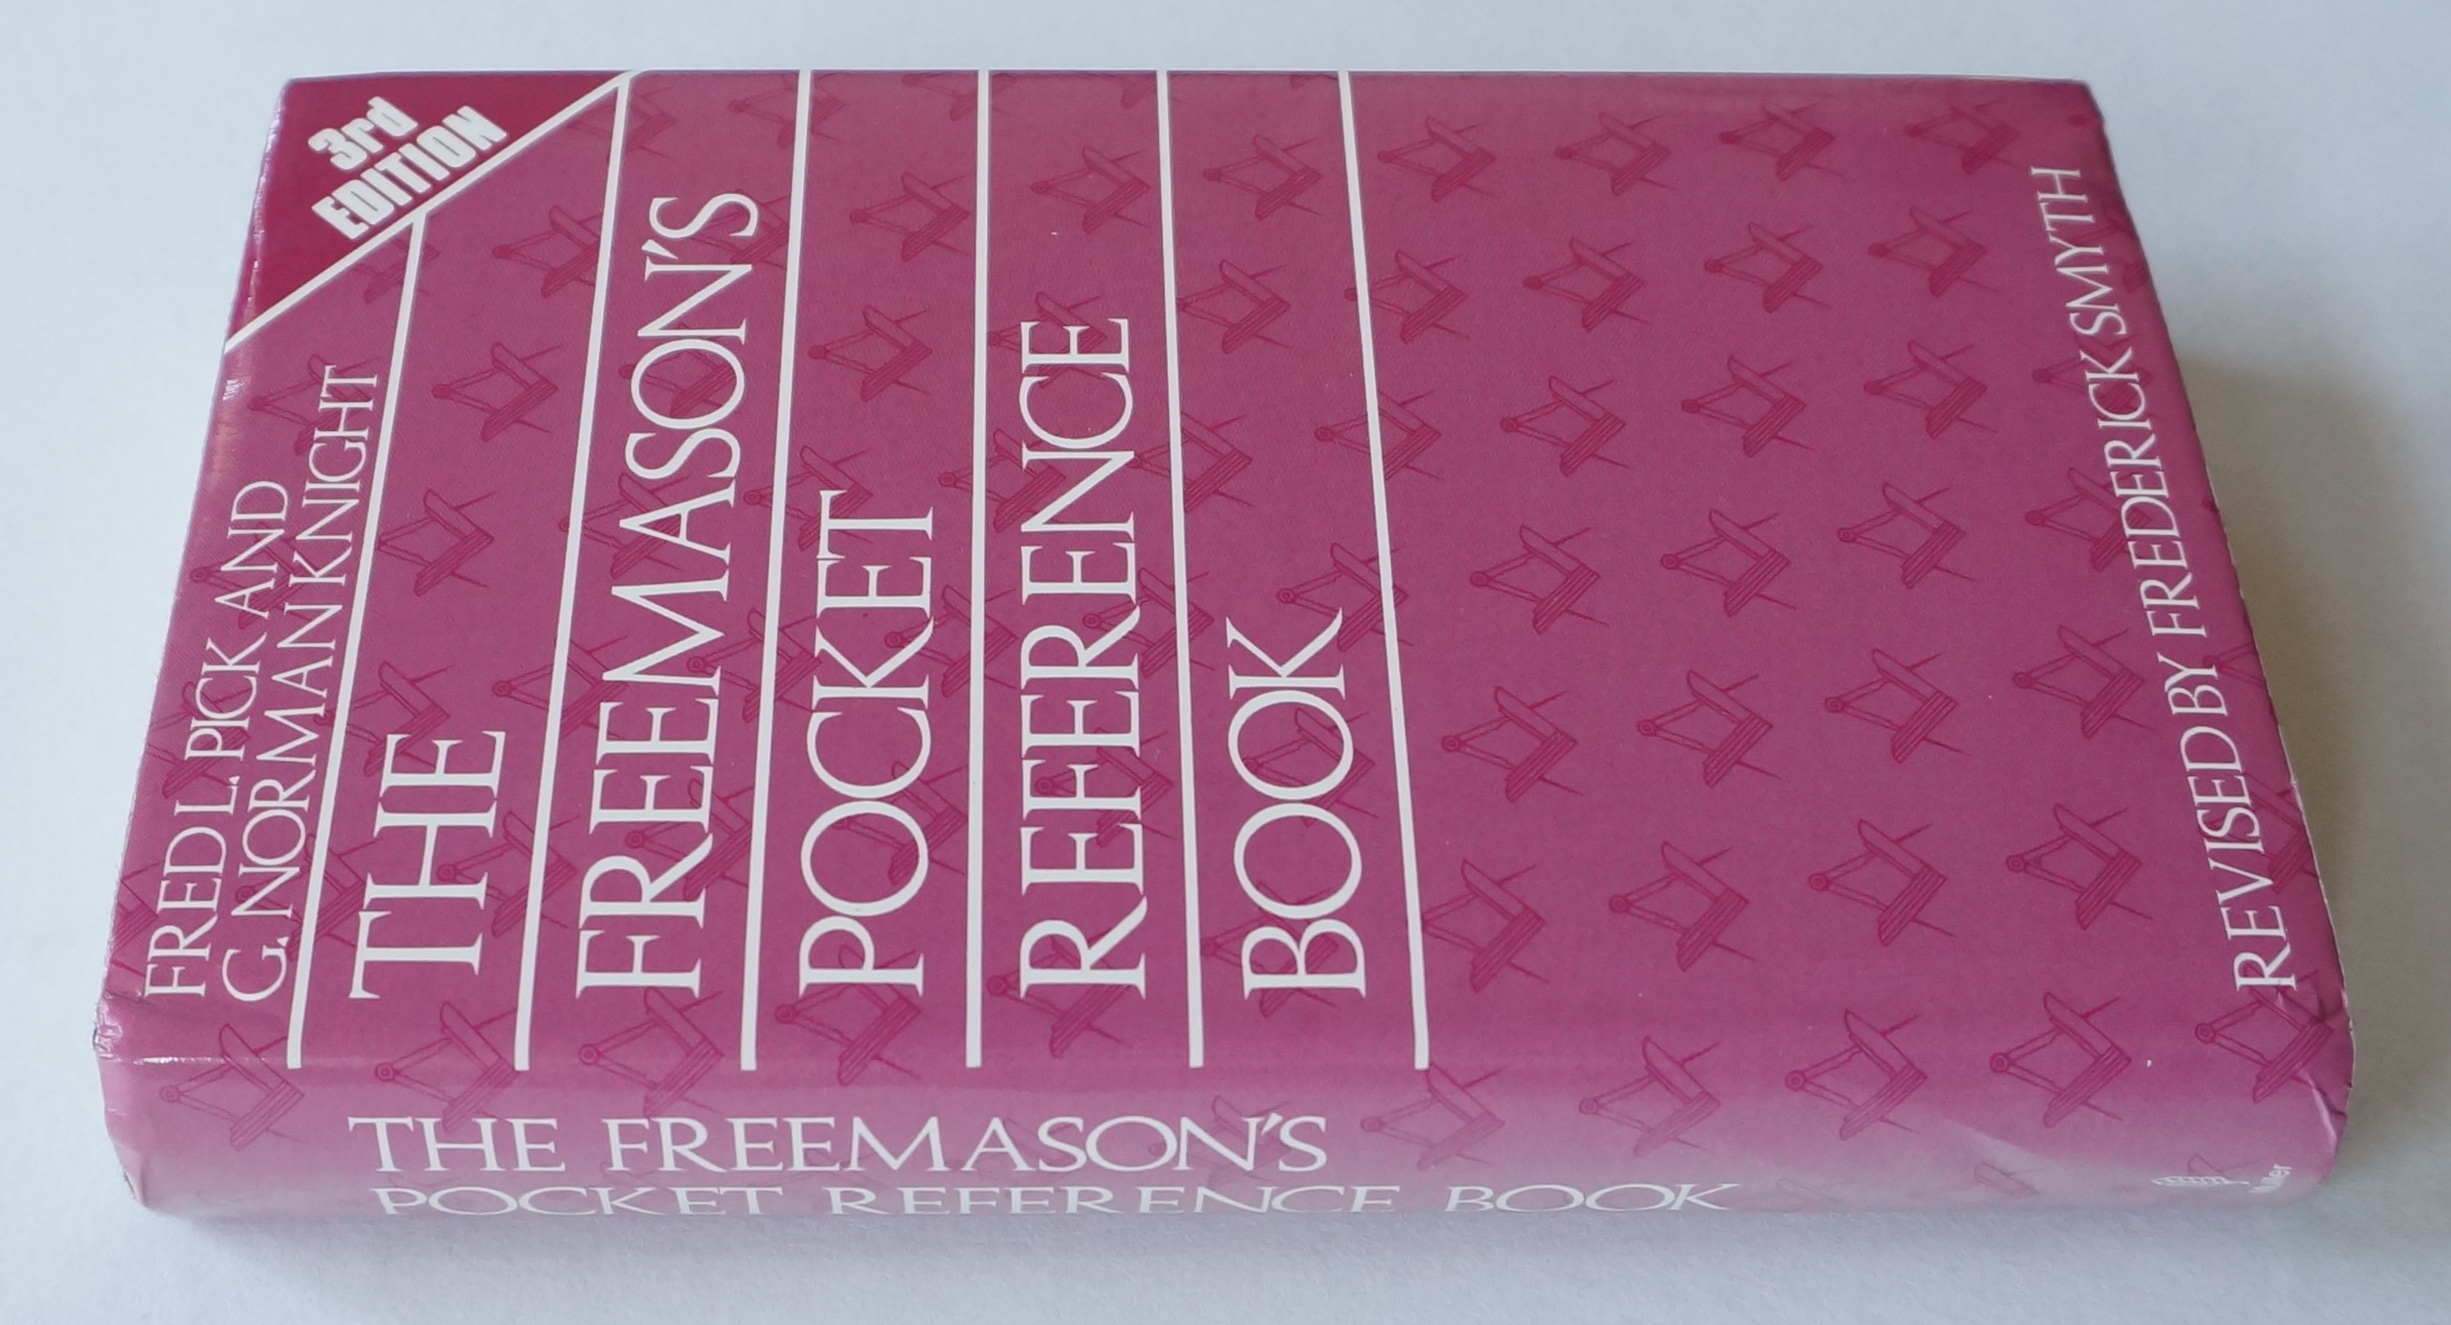 3rd
EDITION
FRED L. PICK AND
G. NORMAN KNIGHT
THE
FREEMASON'S
POCKET
REFERENCE
BOOK
REVISED BY FREDERICK SMYTH
THE FREEMASON'S
POCKET REFERENCE BOOK